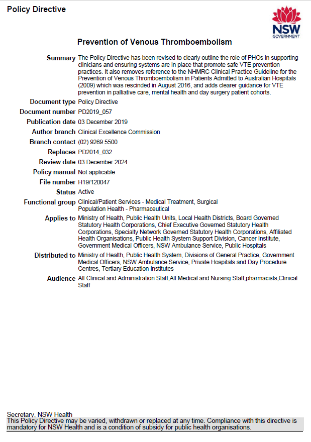 Policy Directive
NSW
GOVERNMENT
Prevention of Venous Thromboembolism
Summary The Policy Directive has been revised to clearly outline the role of PHOs in supporting
clinicians and ensuring systems are in place that promote safe VTE prevention
practices. It also removes reference to the NHMRC Clinical Practice Guideline for the
Prevention of Venous Thromboembolism in Patients Admitted to Australian Hospitals
(2009) which was rescinded in August 2016, and adds clearer guidance for VTE
prevention in palliative care, mental health and day surgery patient cohorts.
Document type Policy Directive
Document number PD2019_057
Publication date 03 December 2019
Author branch Clinical Excellence Commission
Branch contact (02) 9269 5500
Replaces PD2014_032
Review date 03 December 2024
Policy manual Not applicable
File number H19/120047
Status Active
Functional group Clinical/Patient Services - Medical Treatment, Surgical
Population Health - Pharmaceutical
Applies to Ministry of Health, Public Health Units, Local Health Districts, Board Governed
Statutory Health Corporations, Chief Executive Governed Statutory Health
Corporations, Specialty Network Governed Statutory Health Corporations, Affiliated
Health Organisations, Public Health System Support Division, Cancer Institute,
Government Medical Officers, NSW Ambulance Service, Public Hospitals
Distributed to Ministry of Health, Public Health System, Divisions of General Practice, Government
Medical Officers, NSW Ambulance Service, Private Hospitals and Day Procedure
Centres, Tertiary Education Institutes
Audience All Clinical and Administration Staff;All Medical and Nursing Staff;pharmacists;Clinical
Staff
Secretary, NSW Health
This Policy Directive may be varied, withdrawn or replaced at any time. Compliance with this directive is
mandatory for NSW Health and is a condition of subsidy for public health organisations.